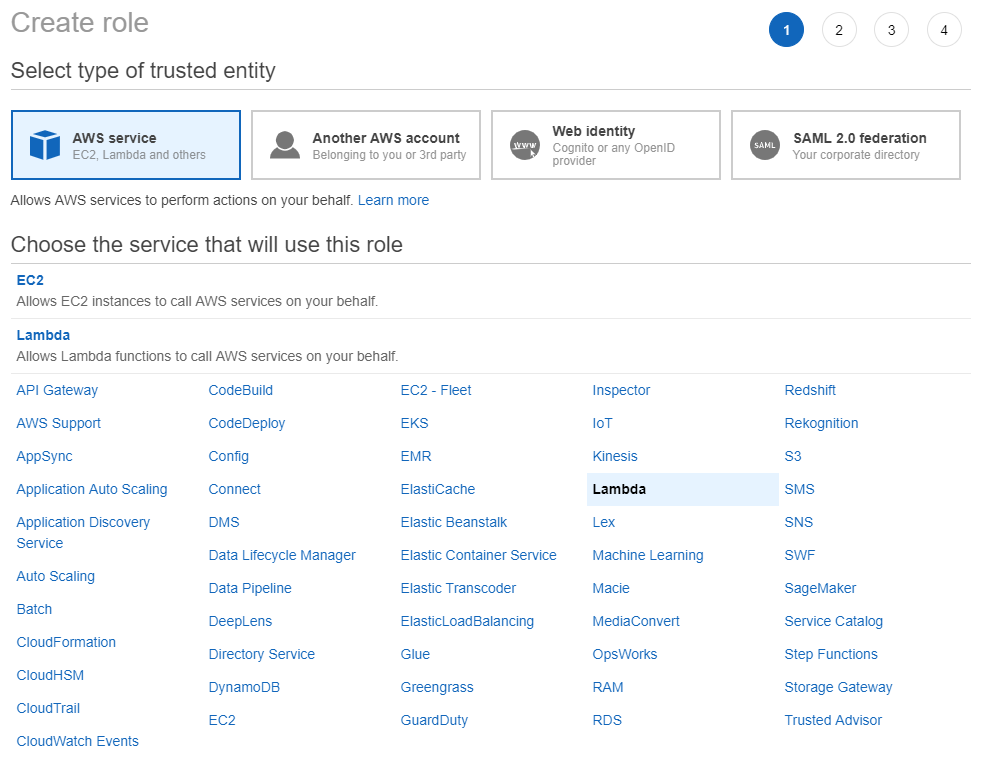 Create role
1 2 3 4
Select type of trusted entity
AWS service
EC2, Lambda and others
Another AWS account
Belonging to you or 3rd party
www
Web identity
Cognito or any OpenID
provider
SAML
SAML 2.0 federation
Your corporate directory
Allows AWS services to perform actions on your behalf. Learn more
Choose the service that will use this role
EC2
Allows EC2 instances to call AWS services on your behalf.
Lambda
Allows Lambda functions to call AWS services on your behalf.
API Gateway
AWS Support
AppSync
Application Auto Scaling
Application Discovery
Service
Auto Scaling
Batch
CloudFormation
CloudHSM
CloudTrail
CloudWatch Events
CodeBuild
CodeDeploy
Config
Connect
DMS
Data Lifecycle Manager
Data Pipeline
DeepLens
Directory Service
DynamoDB
EC2
EC2 - Fleet
EKS
EMR
ElastiCache
Elastic Beanstalk
Elastic Container Service
Elastic Transcoder
ElasticLoadBalancing
Glue
Greengrass
GuardDuty
Inspector
IoT
Kinesis
Lambda
Lex
Machine Learning
Macie
MediaConvert
OpsWorks
RAM
RDS
Redshift
Rekognition
S3
SMS
SNS
SWF
SageMaker
Service Catalog
Step Functions
Storage Gateway
Trusted Advisor